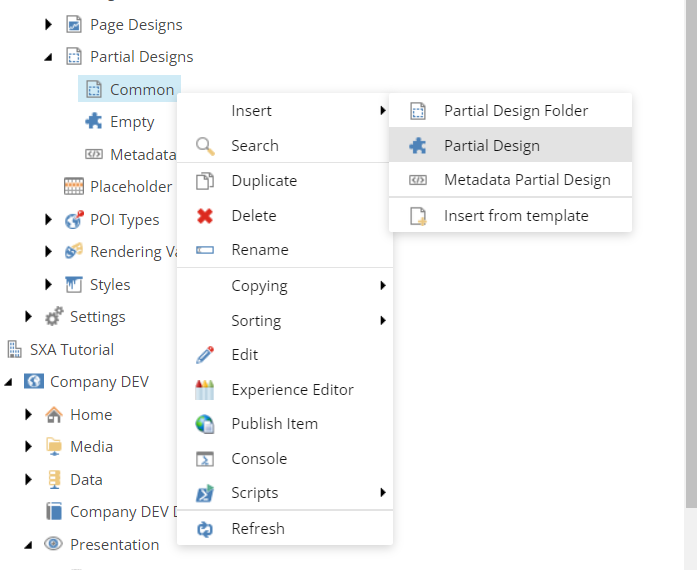 Page Designs
Partial Designs
Common
Empty
Metadata
Placeholder
POI Types
Rendering
Styles
Settings
SXA Tutorial
Company DEV
Home
Media
Data
Company DEV
Presentation
Insert
Search
Duplicate
Delete
Rename
Copying
Sorting
Edit
Experience Editor
Publish Item
Console
Scripts
Refresh
Partial Design Folder
Partial Design
Metadata Partial Design
Insert from template